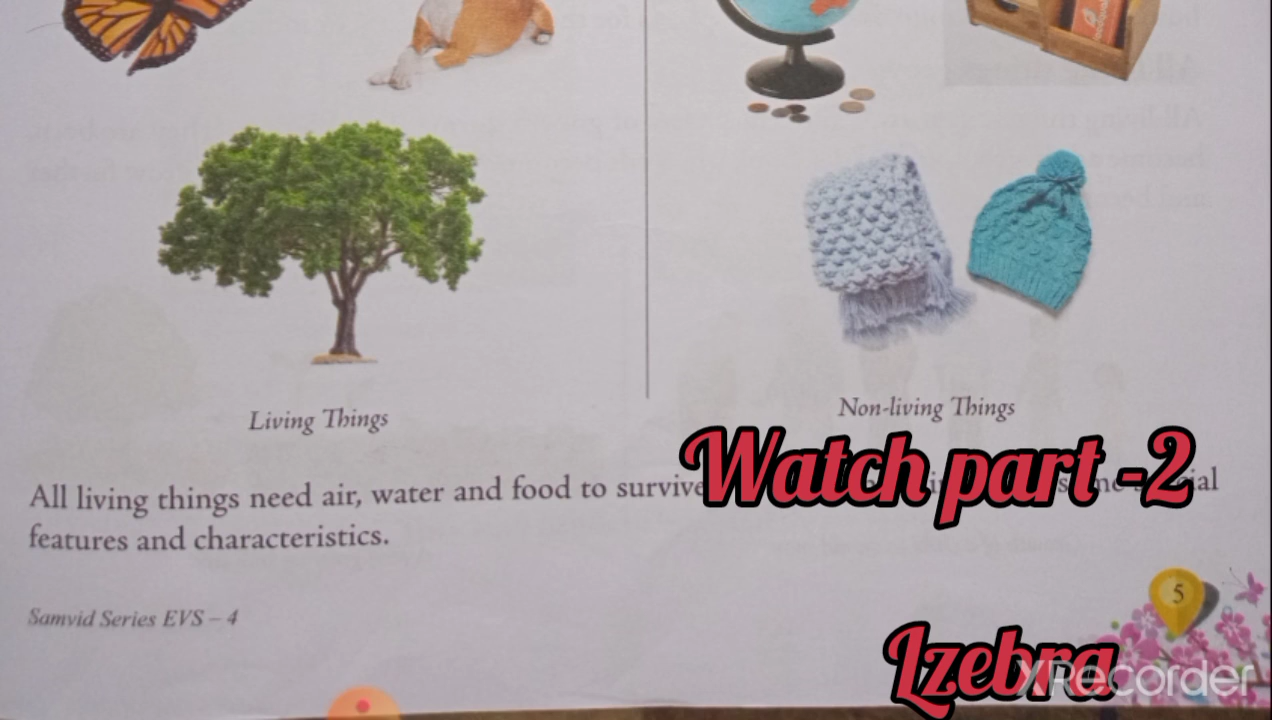 Living Things
Non-living Things
Watch part -2
All living things need air, water and food to survive
features and characteristics.
Samvid Series EVS – 4
5
Lzebra
XRecorder